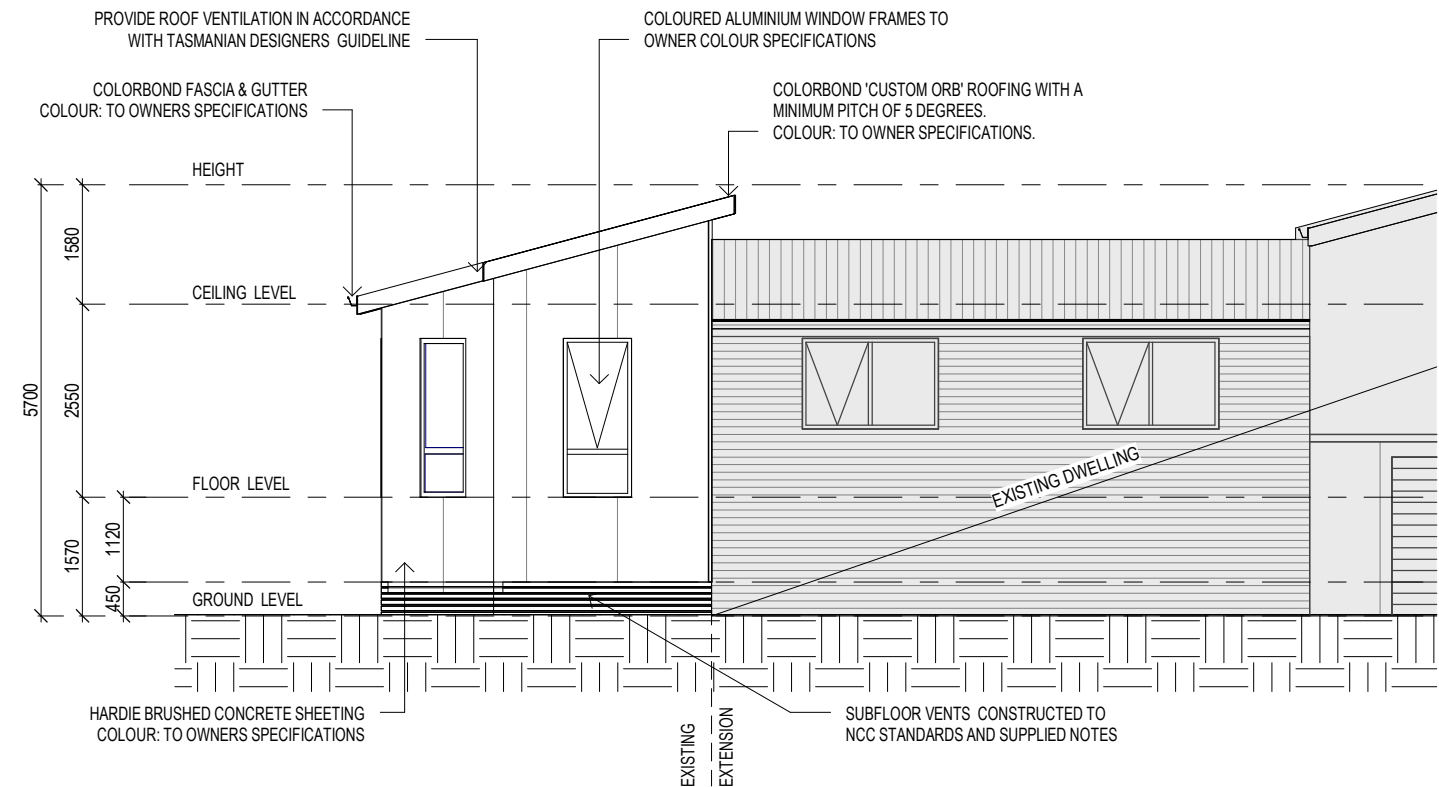 PROVIDE ROOF VENTILATION IN ACCORDANCE
WITH TASMANIAN DESIGNERS GUIDELINE
COLOURED ALUMINIUM WINDOW FRAMES TO
OWNER COLOUR SPECIFICATIONS
COLORBOND FASCIA & GUTTER
COLOUR: TO OWNERS SPECIFICATIONS
COLORBOND 'CUSTOM ORB' ROOFING WITH A
MINIMUM PITCH OF 5 DEGREES.
COLOUR: TO OWNER SPECIFICATIONS.
HEIGHT
1580
CEILING LEVEL
5700
2550
EXISTING DWELLING
FLOOR LEVEL
1570
1120
450
GROUND LEVEL
HARDIE BRUSHED CONCRETE SHEETING
COLOUR: TO OWNERS SPECIFICATIONS
EXISTING
EXTENSION
SUBFLOOR VENTS CONSTRUCTED TO
NCC STANDARDS AND SUPPLIED NOTES